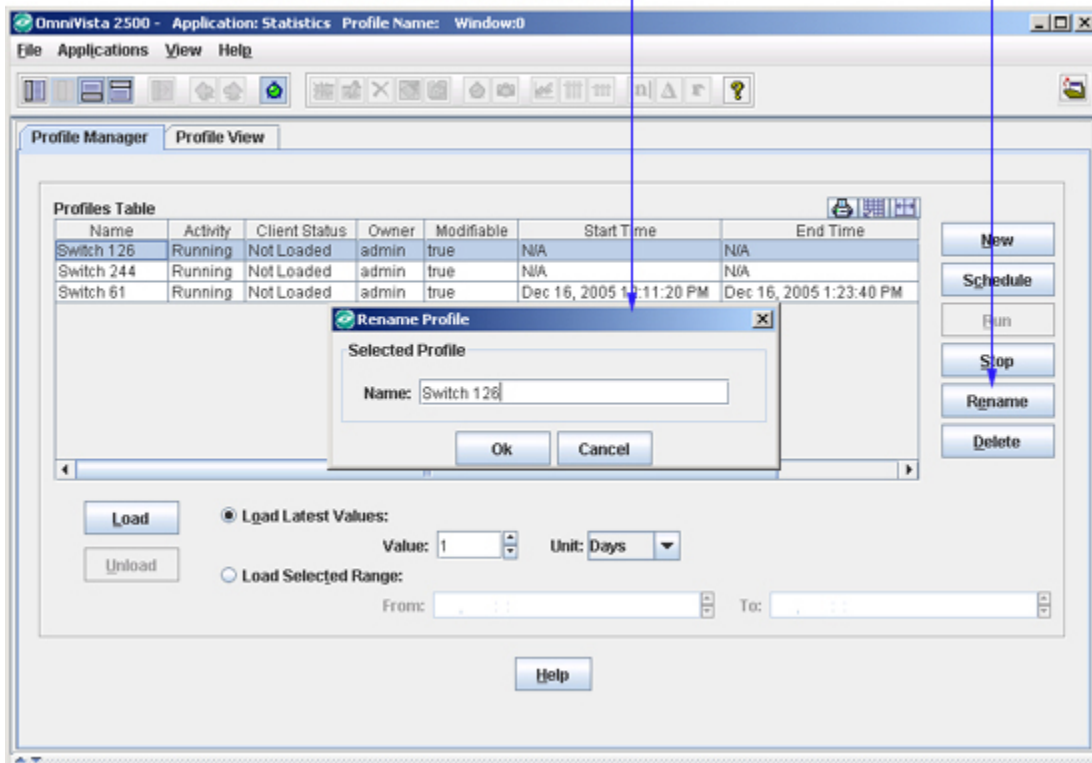 OmniVista 2500 - Application: Statistics Profile Name: Window:0
File Applications View Help
Profile Manager Profile View
Profiles Table
Name Activity Client Status Owner Modifiable Start Time End Time
Switch 126 Running Not Loaded admin true N/A N/A
Switch 244 Running Not Loaded admin true N/A N/A
Switch 61 Running Not Loaded admin true Dec 16, 2005 PM Dec 16, 2005 1:23:40 PM
New
Schedule
Run
Stop
Rename
Delete
Rename Profile
Selected Profile
Name: Switch 126
Ok Cancel
Load
Load Latest Values:
Value: 1 Unit: Days
Unload
Load Selected Range:
From: , : : To: , : :
Help